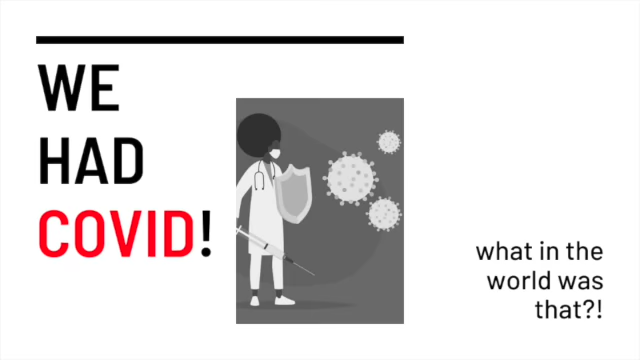 WE
HAD
COVID!
what in the
world was
that?!